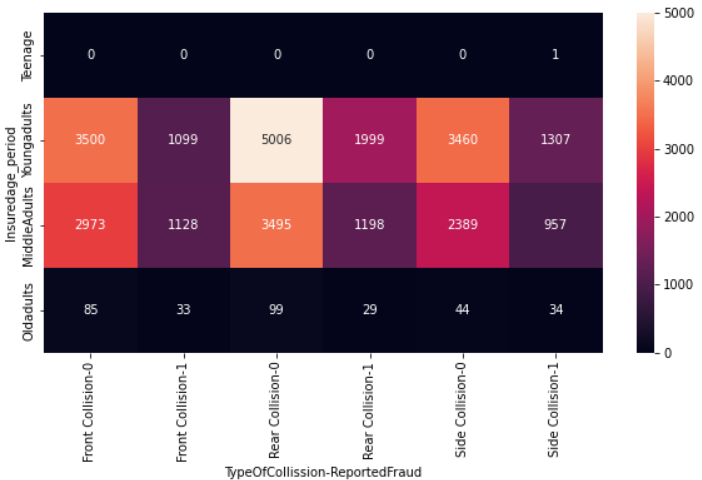 Insuredage_period
Teenage
0 0 0 0 0 1
Youngadults
3500 1099 5006 1999 3460 1307
MiddleAdults
2973 1128 3495 1198 2389 957
Oldadults
85 33 99 29 44 34
Front Collision-0
Front Collision-1
Rear Collision-0
Rear Collision-1
Side Collision-0
Side Collision-1
TypeOfCollission-ReportedFraud
5000
4000
3000
2000
1000
0